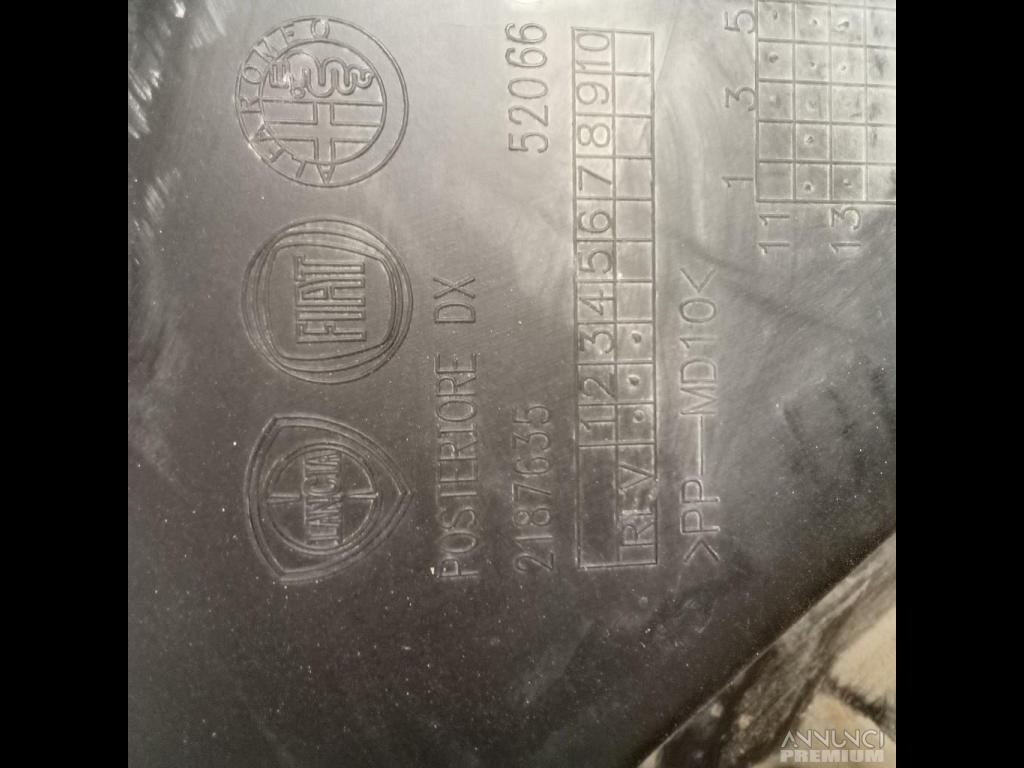 ALFA ROMEO
FIAT
LANCIA
POSTERIORE DX
2187635 52066
1 2 3 4 5 6 7 8 9 10
REV
>PP-MD10<
1 3 5
11
13
ANNUNCI
PREMIUM